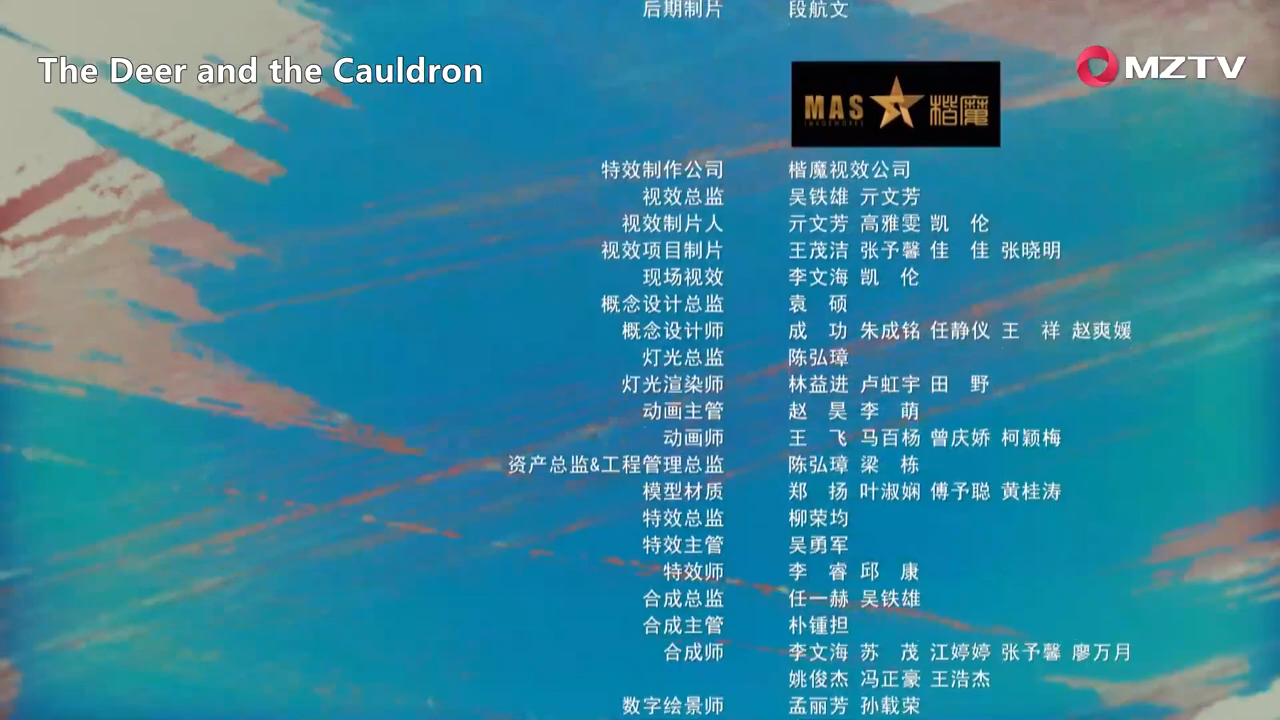 后期制片 段航文
The Deer and the Cauldron
MZTV
MAS 楷魔
特效制作公司 楷魔视效公司
视效总监 吴铁雄 亓文芳
视效制片人 亓文芳 高雅雯 凯 伦
视效项目制片 王茂洁 张予馨 佳 佳 张晓明
现场视效 李文海 凯 伦
概念设计总监 袁 硕
概念设计师 成 功 朱成铭 任静仪 王 祥 赵爽媛
灯光总监 陈弘璋
灯光渲染师 林益进 卢虹宇 田 野
动画主管 赵 昊 李 萌
动画师 王 飞 马百杨 曾庆娇 柯颖梅
资产总监&工程管理总监 陈弘璋 梁 栋
模型材质 郑 扬 叶淑娴 傅予聪 黄桂涛
特效总监 柳荣均
特效主管 吴勇军
特效师 李 睿 邱 康
合成总监 任一赫 吴铁雄
合成主管 朴锺担
合成师 李文海 苏 茂 江婷婷 张予馨 廖万月
姚俊杰 冯正豪 王浩杰
数字绘景师 孟丽芳 孙载荣